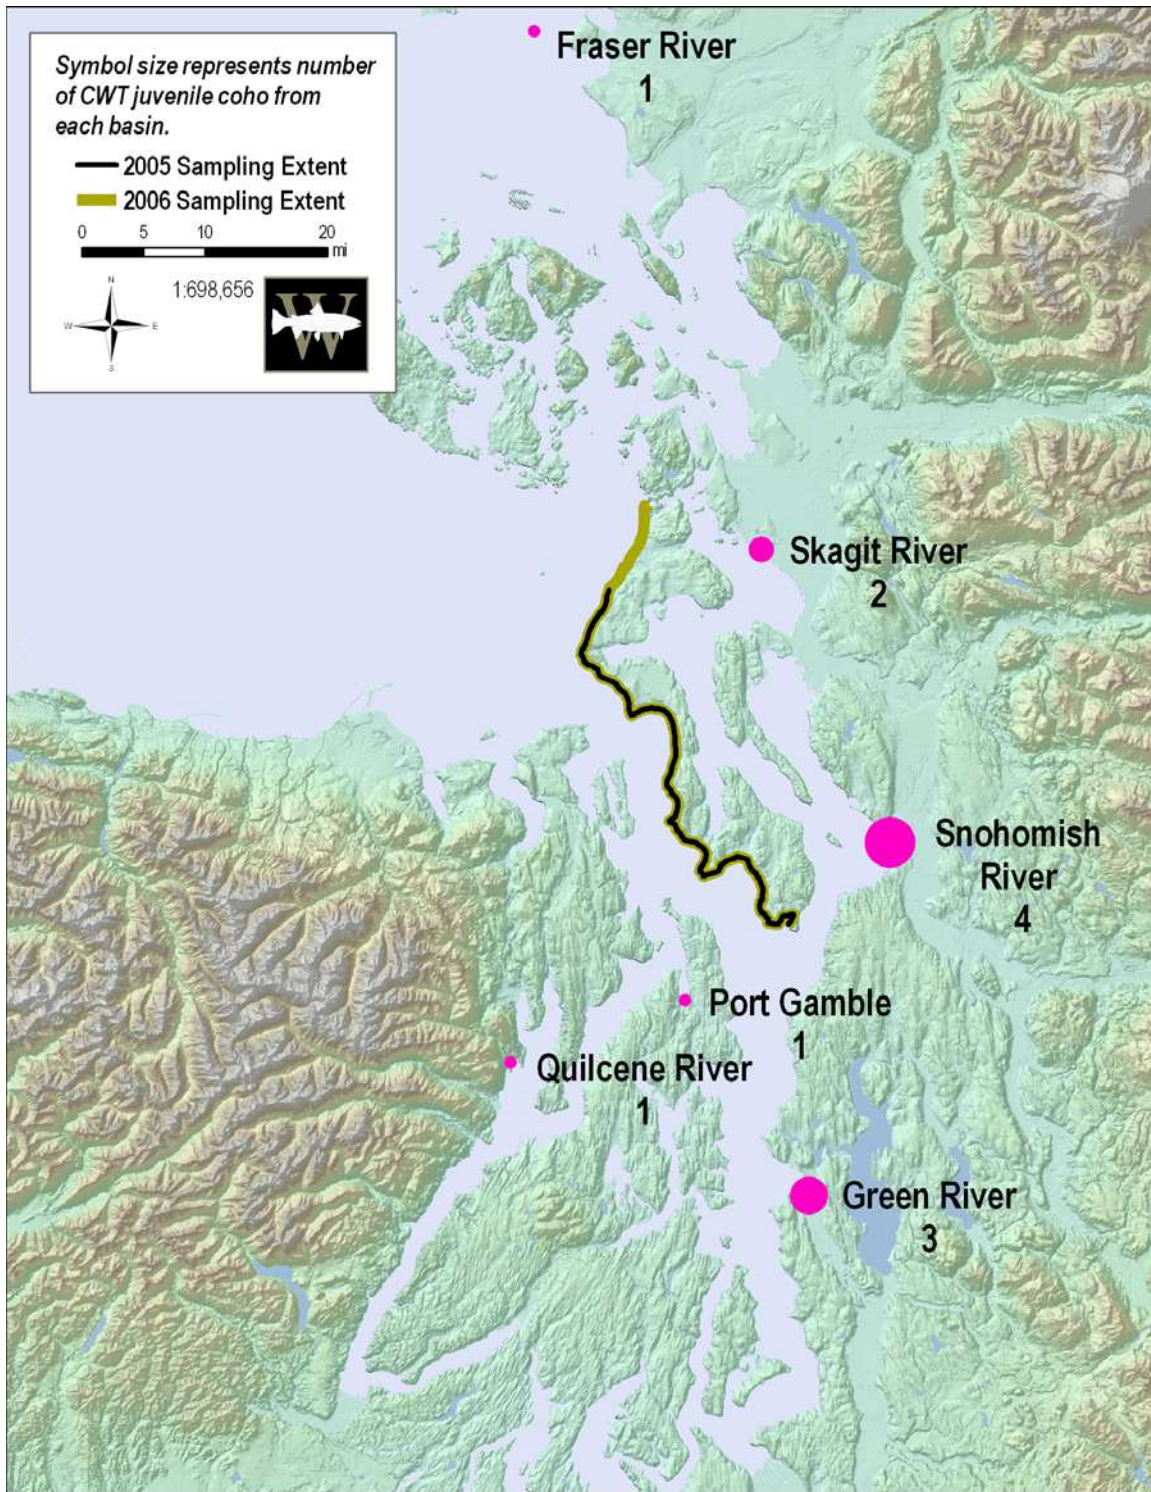 Fraser River
1
Symbol size represents number
of CWT juvenile coho from
each basin.
2005 Sampling Extent
2006 Sampling Extent
0 5 10 20
mi
1:698,656
N
W E
S
W
Skagit River
2
Snohomish
River
4
Port Gamble
1
Quilcene River
1
Green River
3